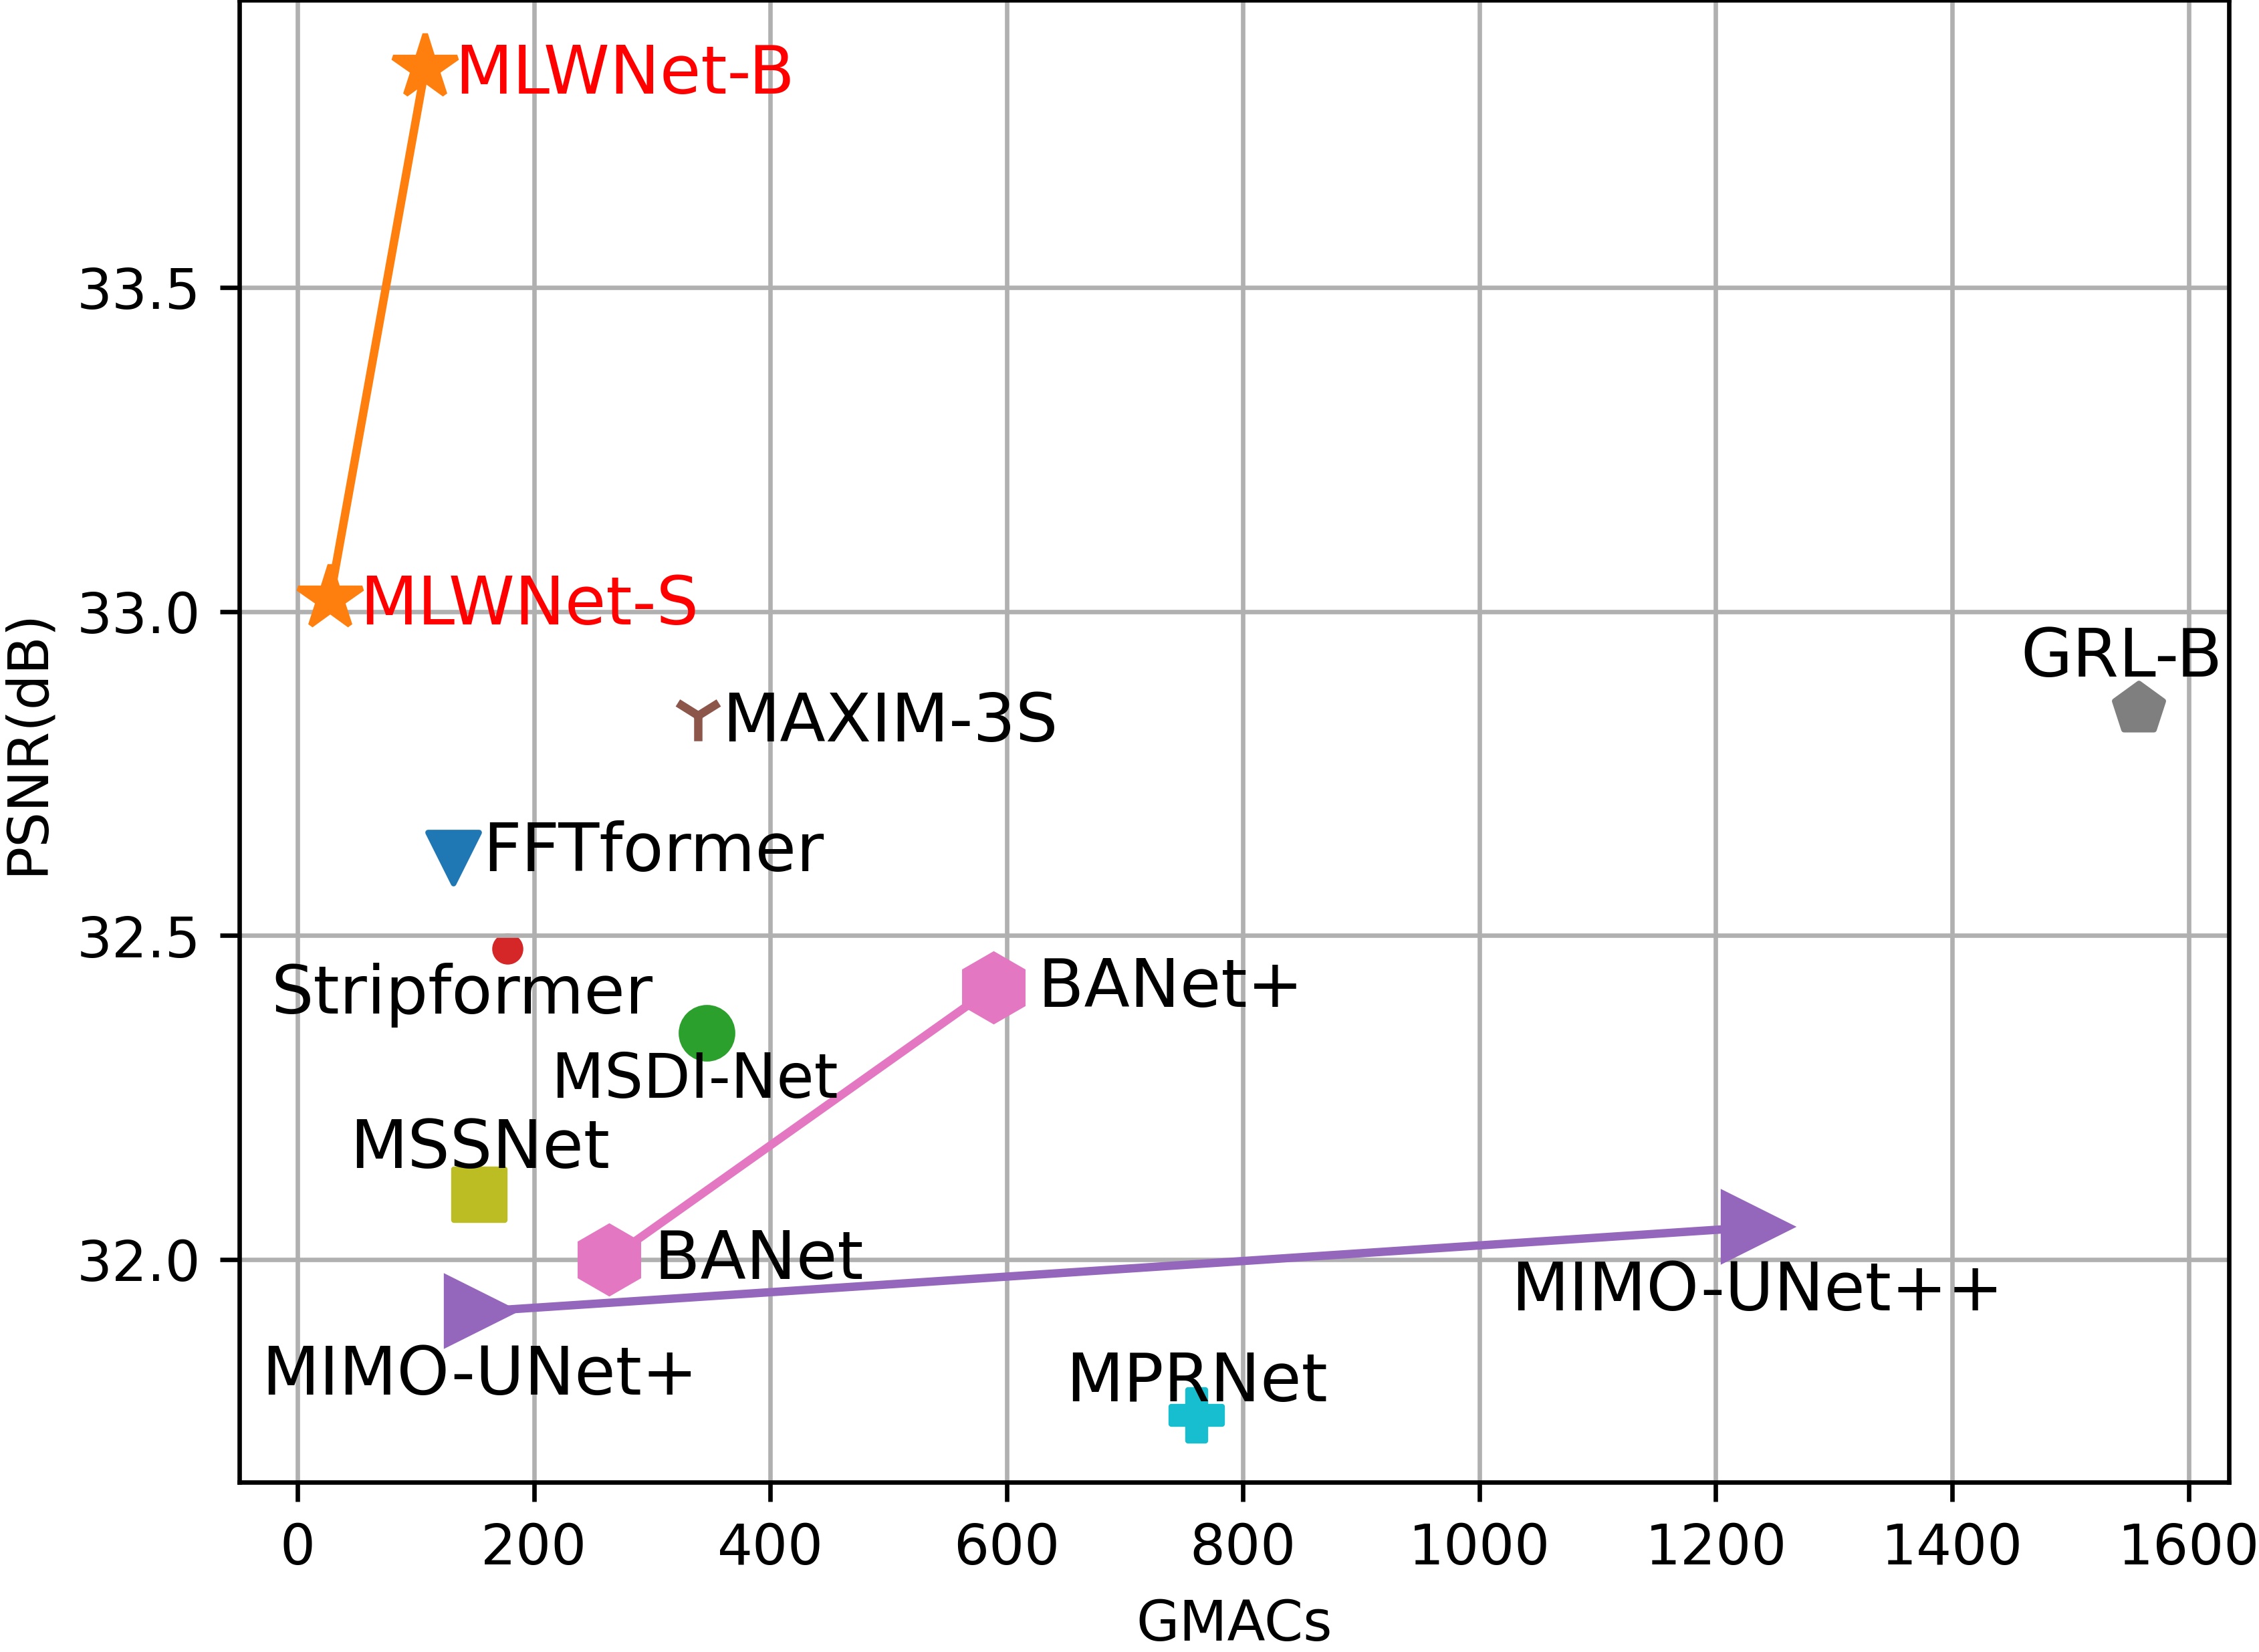 MLWNet-B
33.5
MLWNet-S
33.0
GRL-B
MAXIM-3S
PSNR(dB)
FFTformer
32.5
Stripformer
BANet+
MSDI-Net
MSSNet
32.0
BANet
MIMO-UNet++
MIMO-UNet+
MPRNet
0 200 400 600 800 1000 1200 1400 1600
GMACs